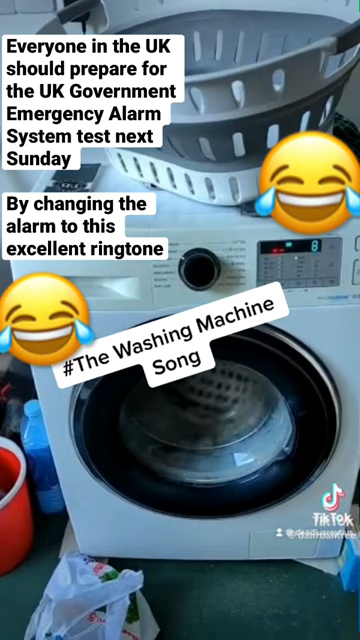 Everyone in the UK
should prepare for
the UK Government
Emergency Alarm
System test next
Sunday
By changing the
alarm to this
excellent ringtone
8
#The Washing Machine
Song
TikTok